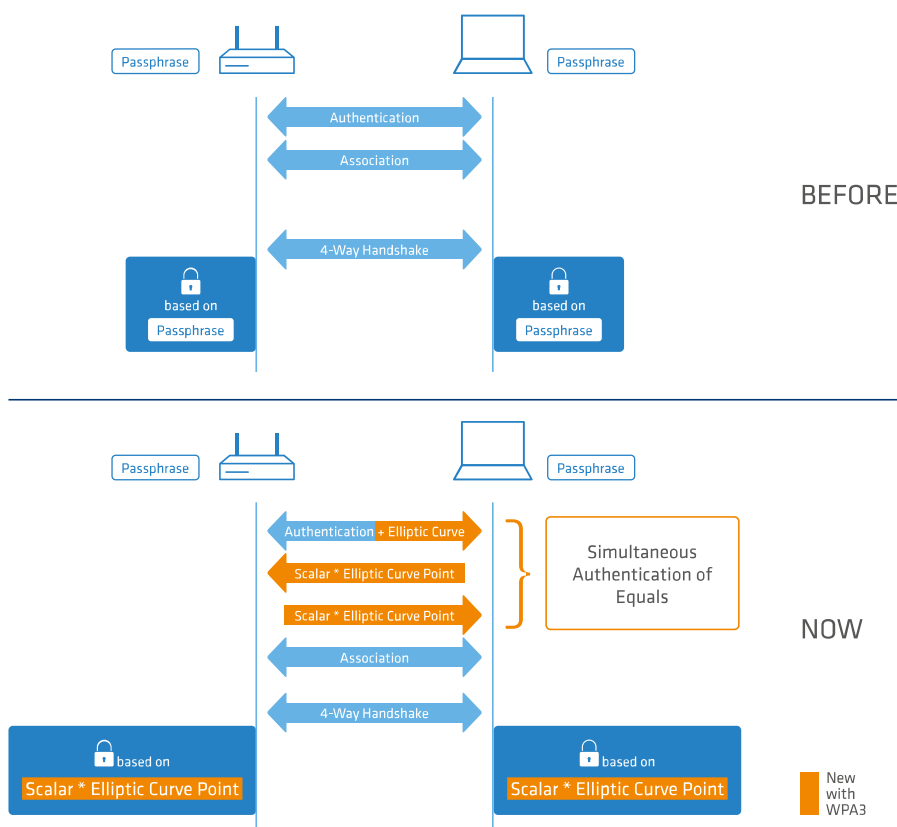 Passphrase
Passphrase
Authentication
Association
BEFORE
4-Way Handshake
based on
Passphrase
based on
Passphrase
Passphrase
Passphrase
Authentication + Elliptic Curve
Scalar * Elliptic Curve Point
Scalar * Elliptic Curve Point
Simultaneous
Authentication of
Equals
NOW
Association
4-Way Handshake
based on
Scalar * Elliptic Curve Point
based on
Scalar * Elliptic Curve Point
New
with
WPA3